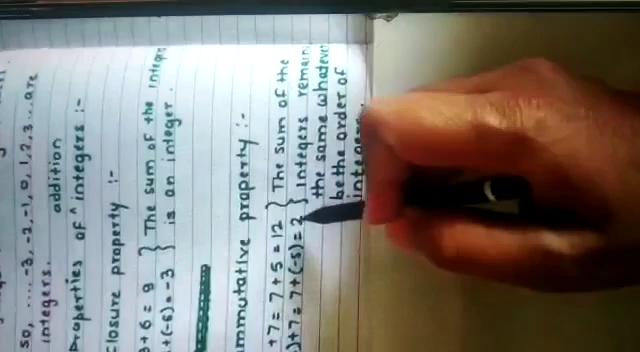 so, ....-3,-2,-1,0,1,2,3...are
integers.
addition
Properties of ^ integers :-
losure property :-
3+6=9 } The sum of the integ
+(-6)=-3 } is an integer.
mmutative property :-
+7=7+5=12 } The sum of the
)+7=7+(-5)=2 } Integers remain
the same whatever
be the order of